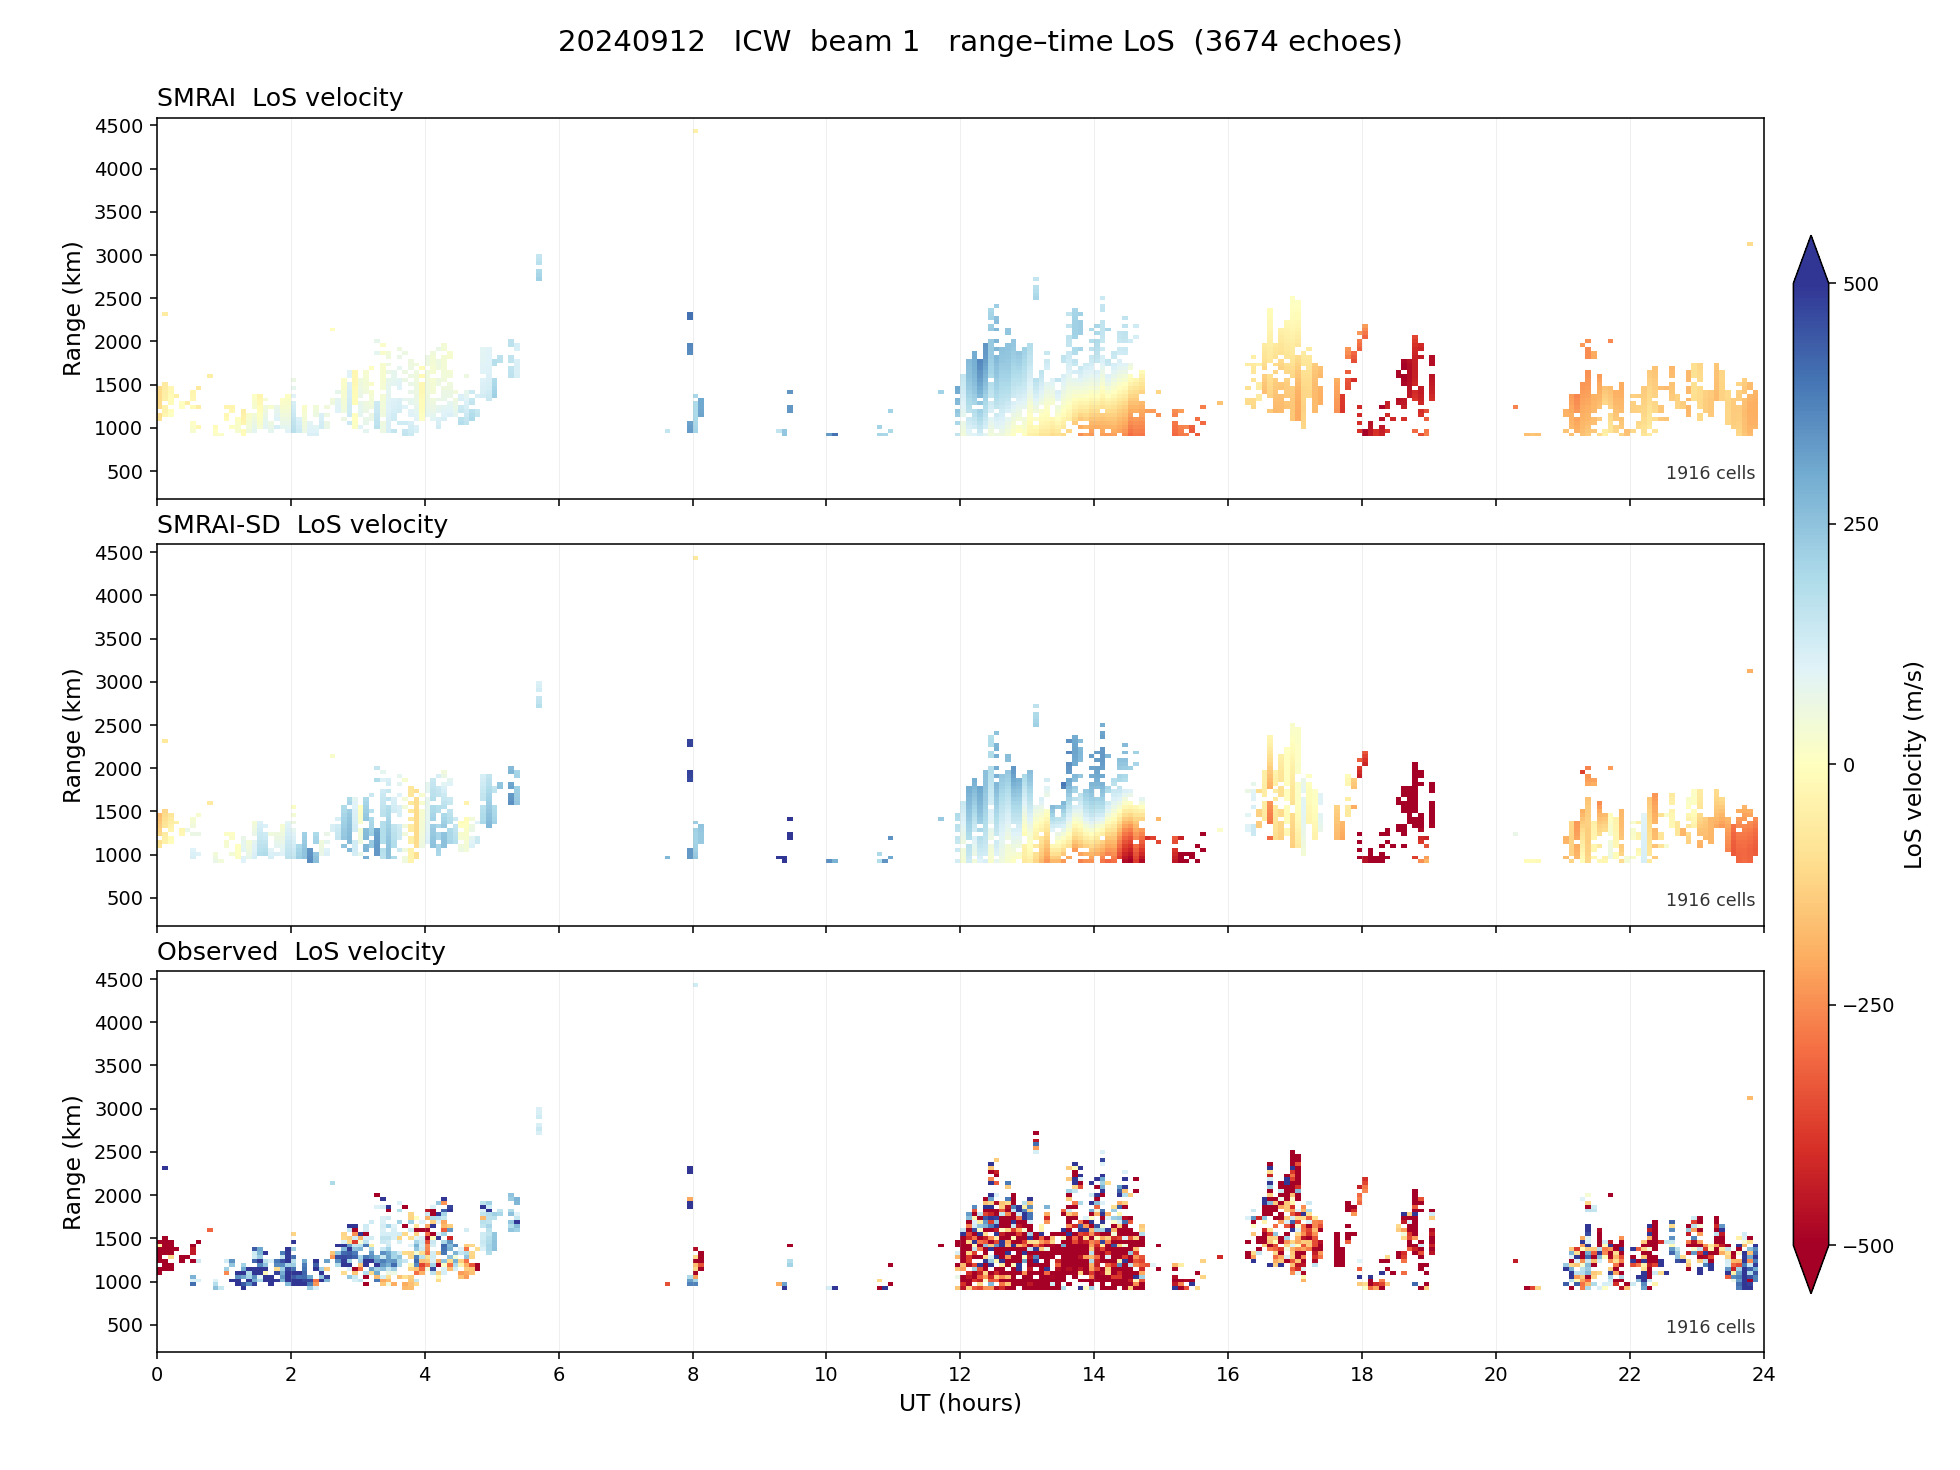 20240912   ICW  beam 1   range–time LoS  (3674 echoes)
SMRAI  LoS velocity
4500
4000
3500
3000
2500
2000
1500
1000
500
Range (km)
1916 cells
SMRAI-SD  LoS velocity
4500
4000
3500
3000
2500
2000
1500
1000
500
Range (km)
1916 cells
Observed  LoS velocity
4500
4000
3500
3000
2500
2000
1500
1000
500
Range (km)
1916 cells
0 2 4 6 8 10 12 14 16 18 20 22 24
UT (hours)
500
250
0
−250
−500
LoS velocity (m/s)